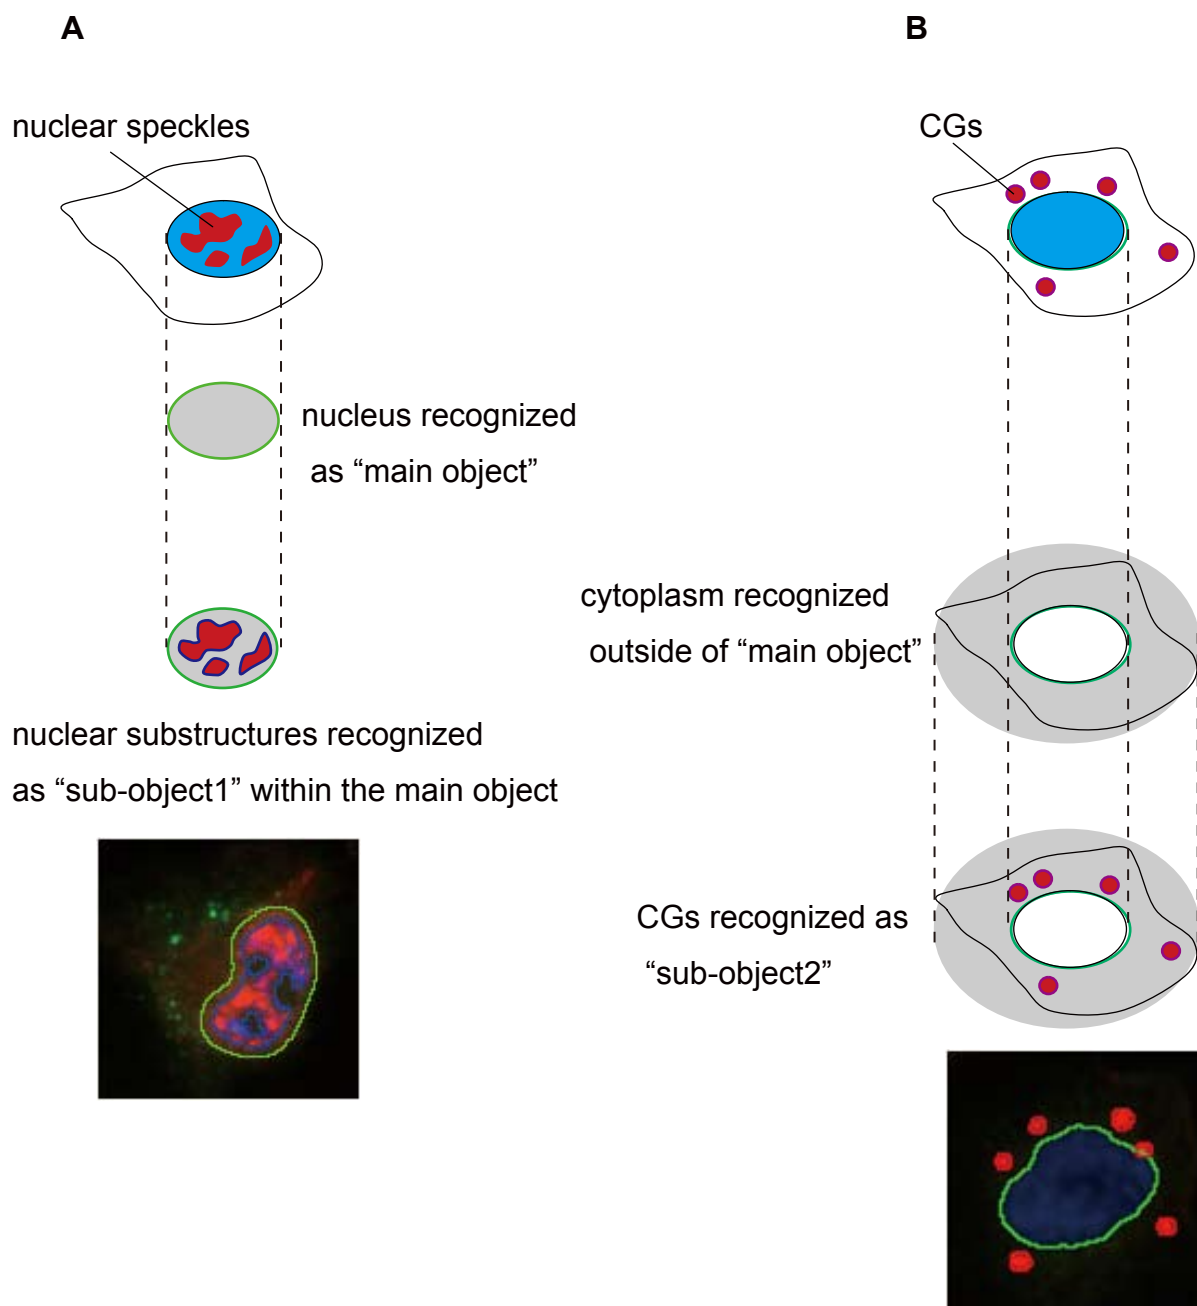 A
nuclear speckles
nucleus recognized
as “main object”
nuclear substructures recognized
as “sub-object1” within the main object
B
CGs
cytoplasm recognized
outside of “main object”
CGs recognized as
“sub-object2”